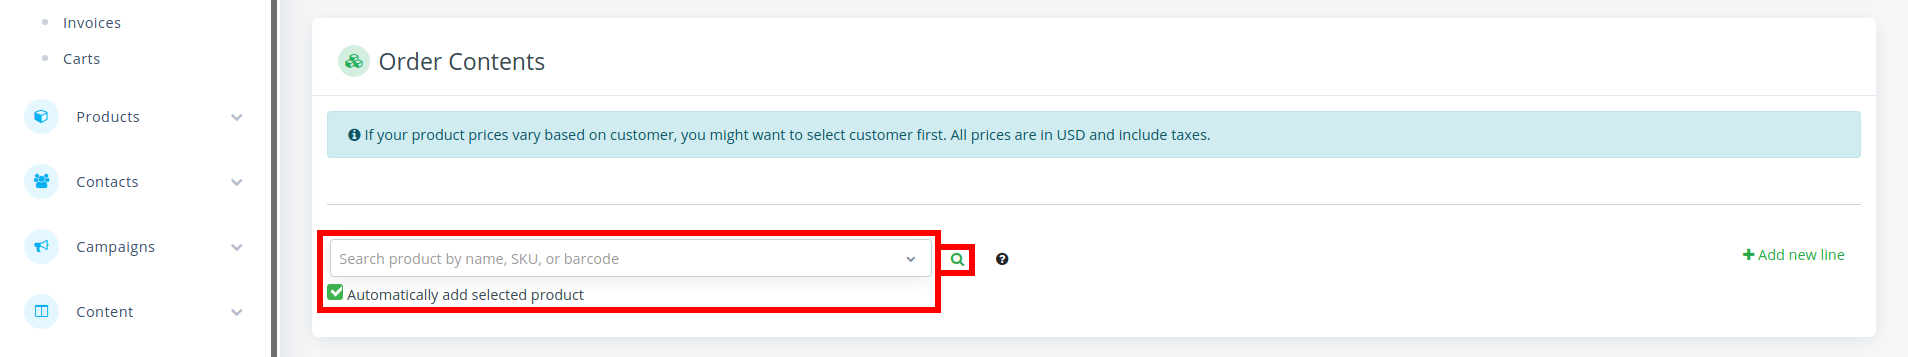 Invoices
Carts
Products
Contacts
Campaigns
Content
Order Contents
If your product prices vary based on customer, you might want to select customer first. All prices are in USD and include taxes.
Search product by name, SKU, or barcode
Automatically add selected product
Add new line